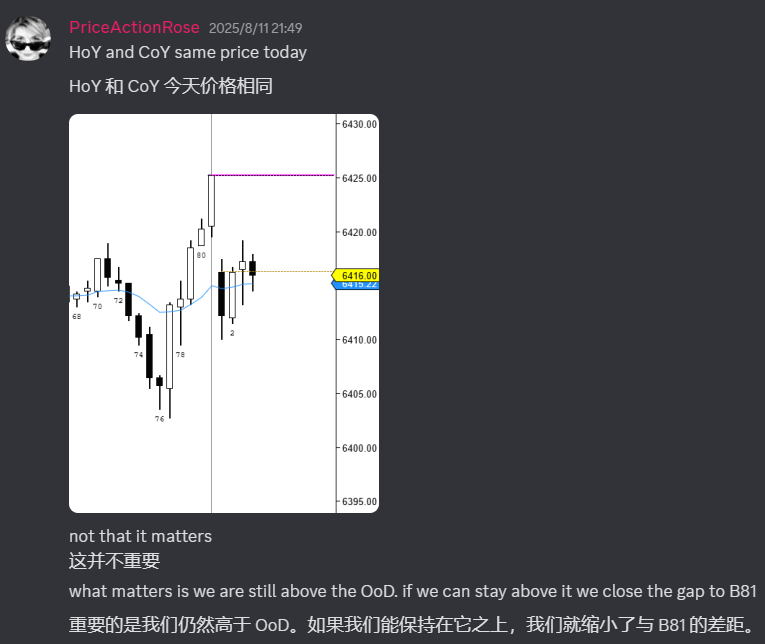 PriceActionRose 2025/8/11 21:49
HoY and CoY same price today
HoY 和 CoY 今天价格相同
6430.00
6425.00
6420.00
6416.00
6415.22
6410.00
6405.00
6400.00
6395.00
68
70
72
74
76
78
80
2
not that it matters
这并不重要
what matters is we are still above the OoD. if we can stay above it we close the gap to B81
重要的是我们仍然高于 OoD。如果我们能保持在它之上，我们就缩小了与 B81 的差距。